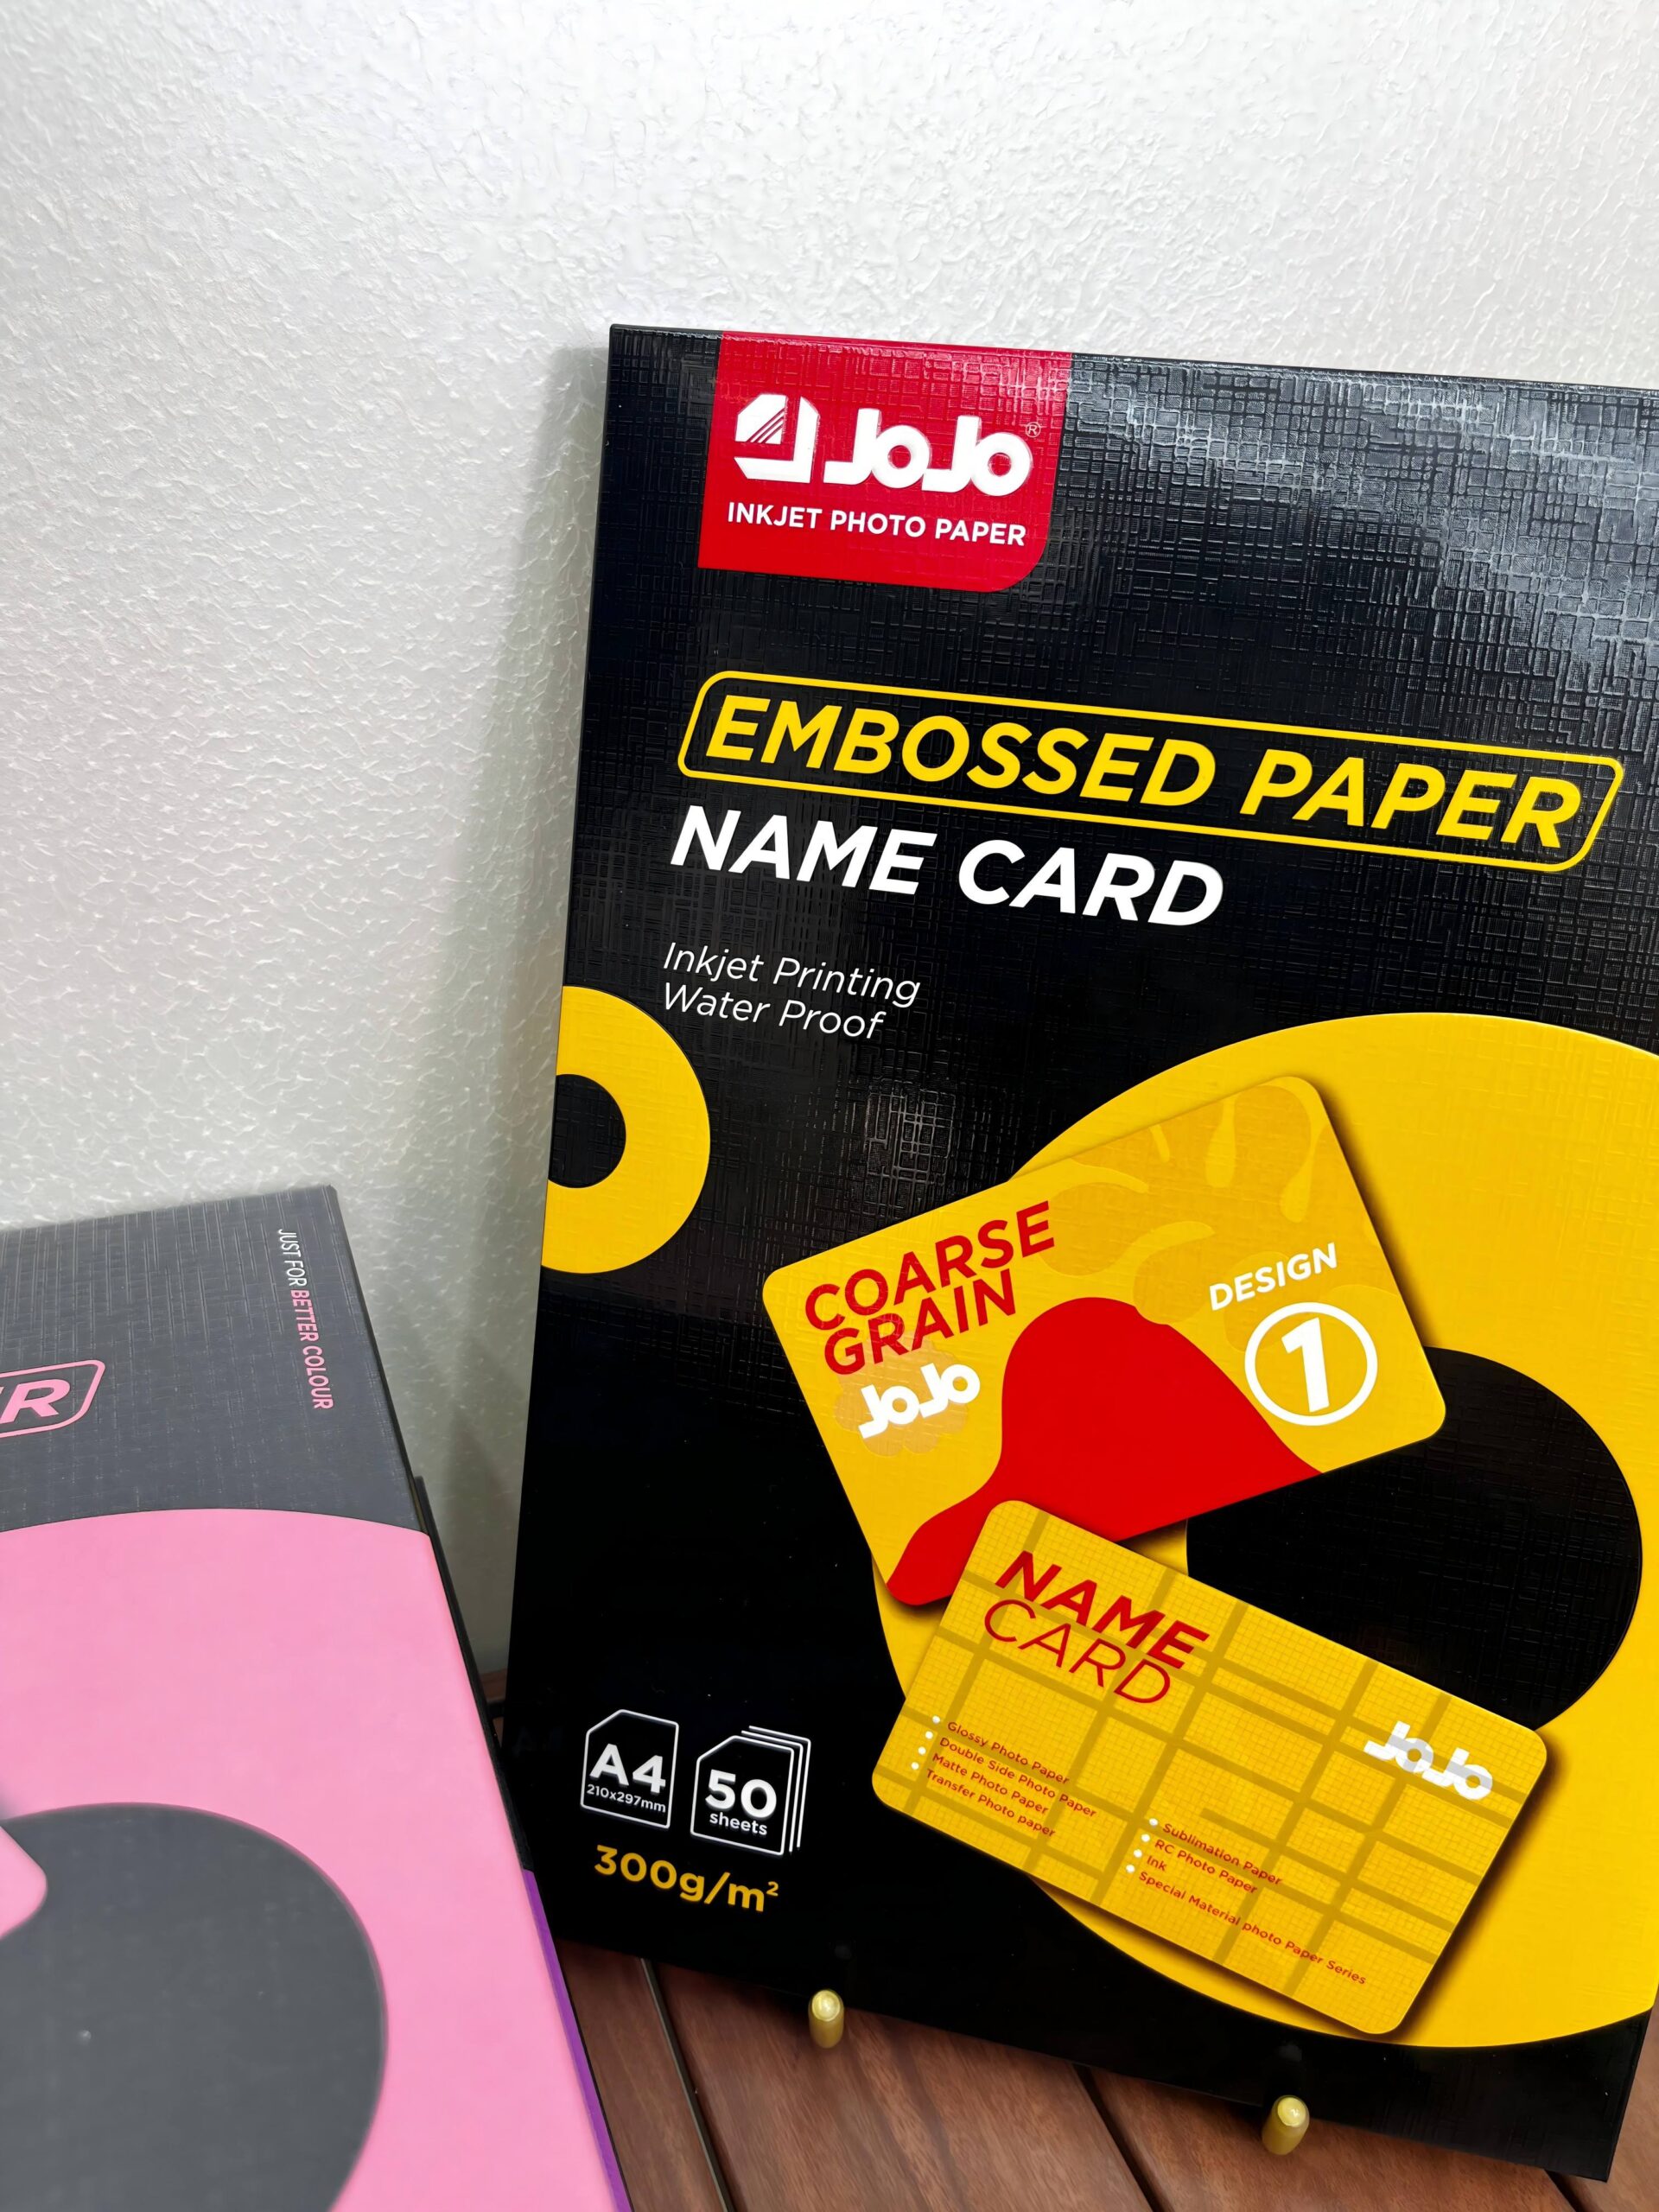 JoJo®
INKJET PHOTO PAPER
EMBOSSED PAPER
NAME CARD
Inkjet Printing
Water Proof
COARSE
GRAIN
JoJo
DESIGN
1
NAME
CARD
JoJo
Glossy Photo Paper
Double Side Photo Paper
Matte Photo Paper
Transfer Photo paper
Sublimation Paper
RC Photo Paper
Ink
Special Material photo Paper Series
A4
210x297mm
50
sheets
300g/m²
JUST FOR BETTER COLOUR
R